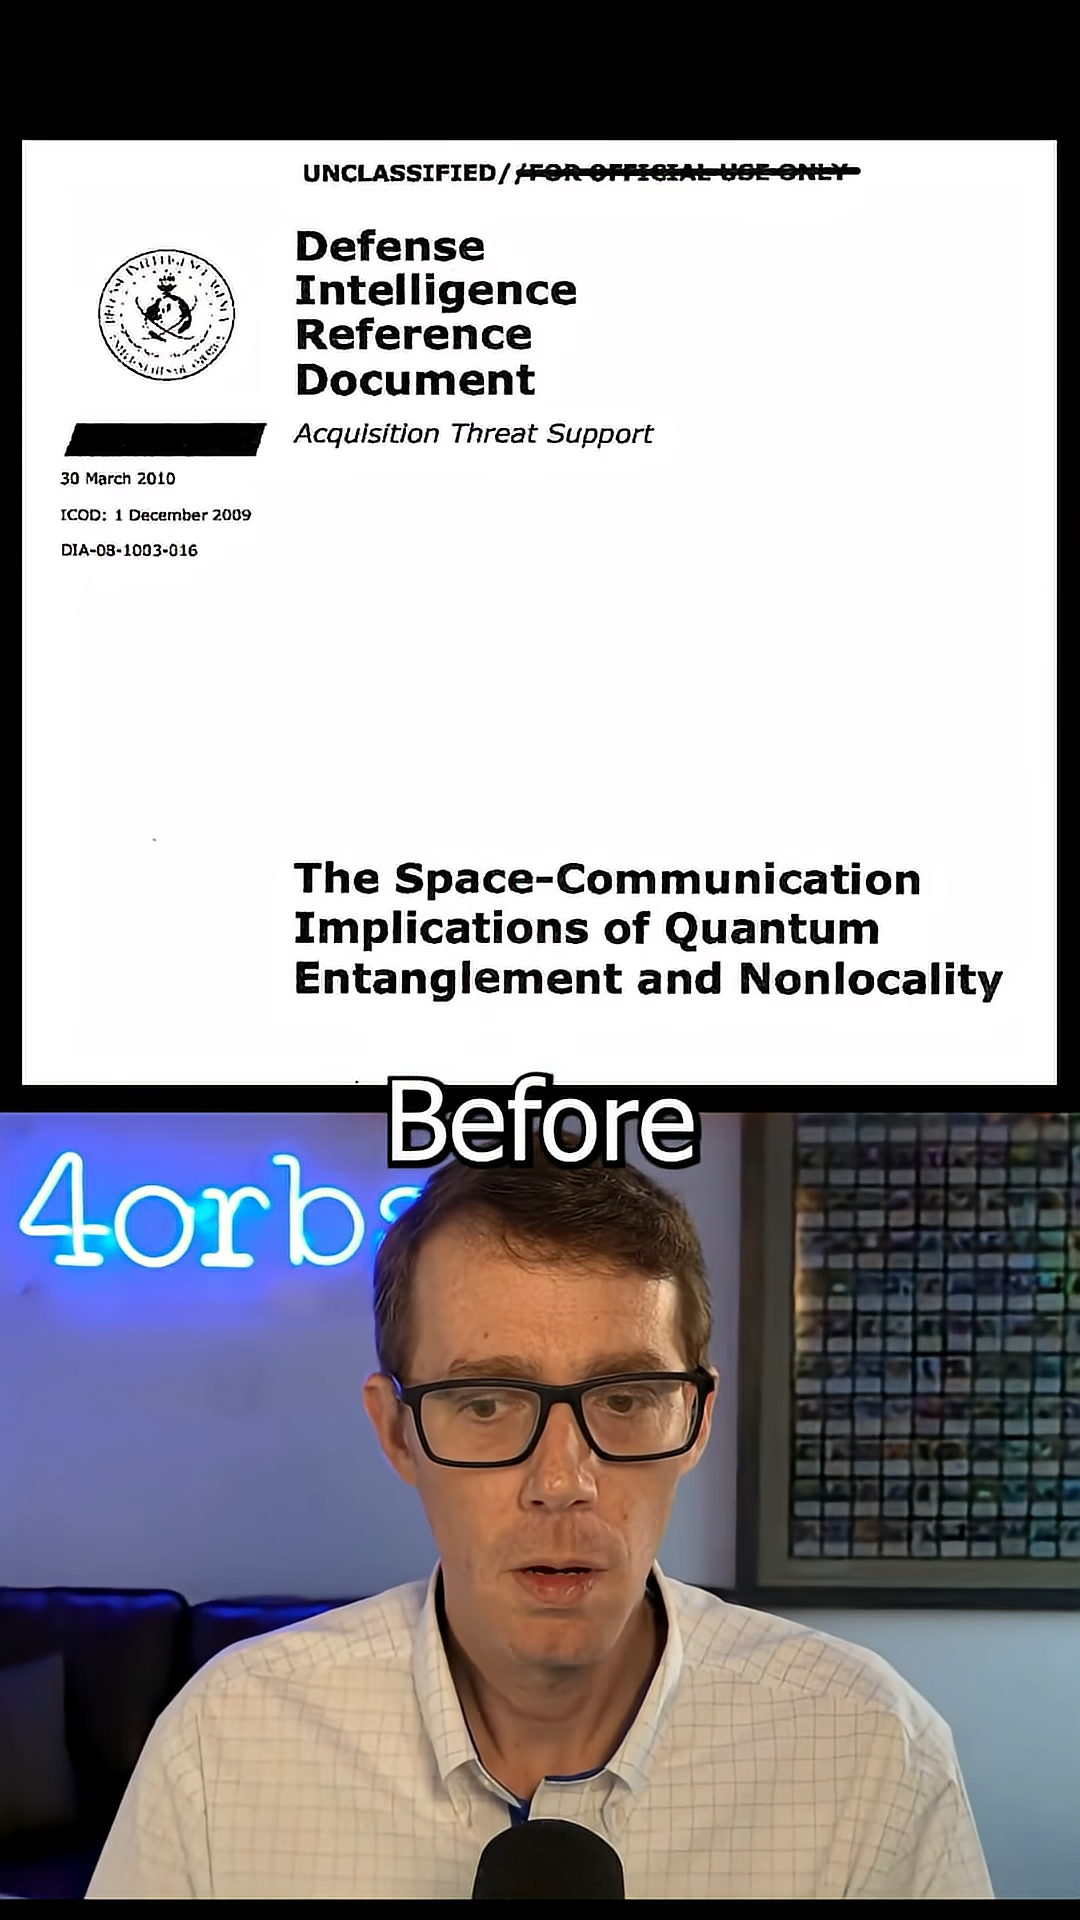 UNCLASSIFIED//FOR OFFICIAL USE ONLY
Defense
Intelligence
Reference
Document
Acquisition Threat Support
30 March 2010
ICOD: 1 December 2009
DIA-08-1003-016
The Space-Communication
Implications of Quantum
Entanglement and Nonlocality
Before
4orb